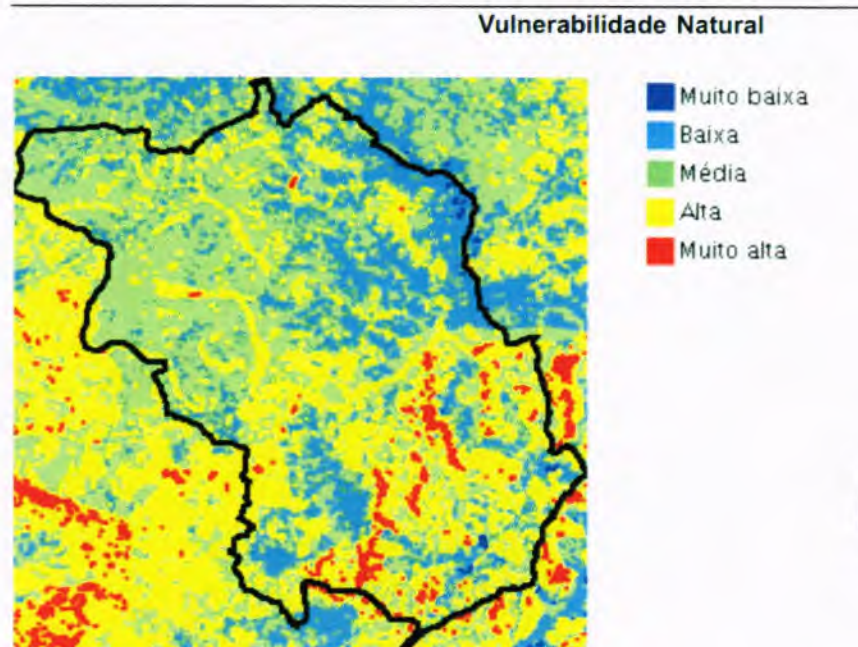 Vulnerabilidade Natural
Muito baixa
Baixa
Média
Alta
Muito alta